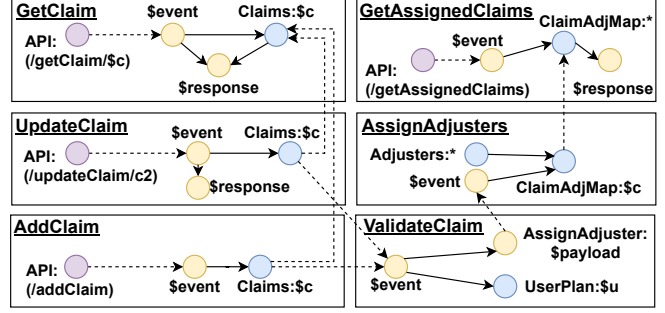 GetClaim
$event
Claims:$c
API:
(/getClaim/$c)
$response
GetAssignedClaims
ClaimAdjMap:*
$event
API:
(/getAssignedClaims)
$response
UpdateClaim
$event
Claims:$c
API:
(/updateClaim/c2)
$response
AssignAdjusters
Adjusters:*
$event
ClaimAdjMap:$c
AddClaim
API:
(/addClaim)
$event
Claims:$c
ValidateClaim
AssignAdjuster:
$payload
$event
UserPlan:$u